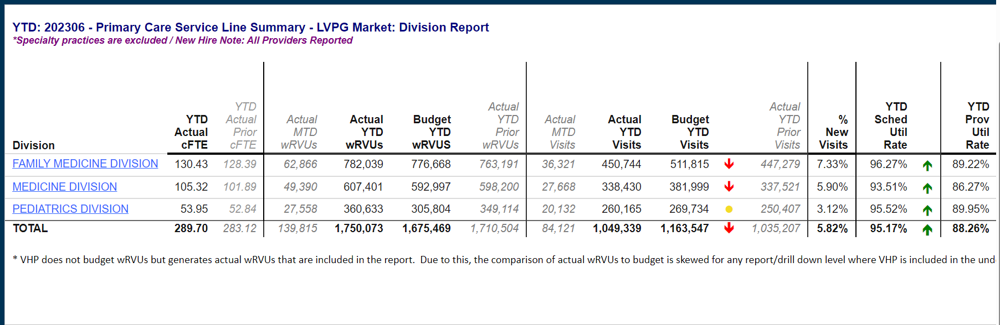 YTD: 202306 - Primary Care Service Line Summary - LVPG Market: Division Report
*Specialty practices are excluded / New Hire Note: All Providers Reported
Division YTD Actual cFTE YTD Actual Prior cFTE Actual MTD wRVUs Actual YTD wRVUs Budget YTD wRVUS Actual YTD Prior wRVUs Actual MTD Visits Actual YTD Visits Budget YTD Visits Actual YTD Prior Visits % New Visits YTD Sched Util Rate YTD Prov Util Rate
FAMILY MEDICINE DIVISION 130.43 128.39 62,866 782,039 776,668 763,191 36,321 450,744 511,815 447,279 7.33% 96.27% 89.22%
MEDICINE DIVISION 105.32 101.89 49,390 607,401 592,997 598,200 27,668 338,430 381,999 337,521 5.90% 93.51% 86.27%
PEDIATRICS DIVISION 53.95 52.84 27,558 360,633 305,804 349,114 20,132 260,165 269,734 250,407 3.12% 95.52% 89.95%
TOTAL 289.70 283.12 139,815 1,750,073 1,675,469 1,710,504 84,121 1,049,339 1,163,547 1,035,207 5.82% 95.17% 88.26%
* VHP does not budget wRVUs but generates actual wRVUs that are included in the report.  Due to this, the comparison of actual wRVUs to budget is skewed for any report/drill down level where VHP is included in the und